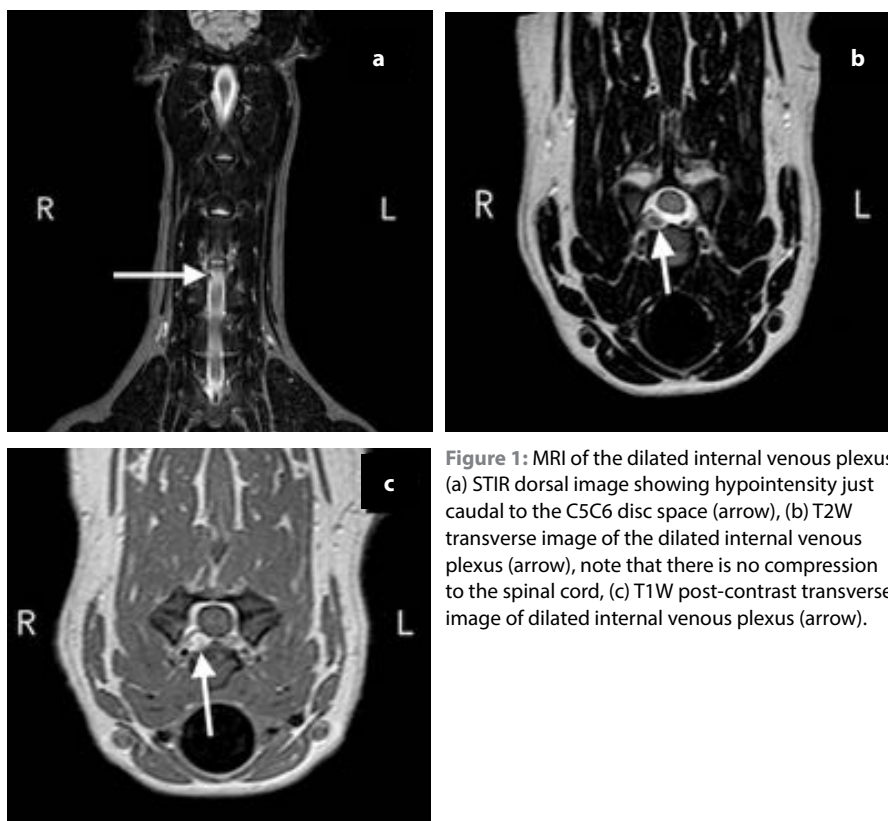 a
R
L
b
R
L
c
R
L
Figure 1: MRI of the dilated internal venous plexus
(a) STIR dorsal image showing hypointensity just
caudal to the C5C6 disc space (arrow), (b) T2W
transverse image of the dilated internal venous
plexus (arrow), note that there is no compression
to the spinal cord, (c) T1W post-contrast transverse
image of dilated internal venous plexus (arrow).